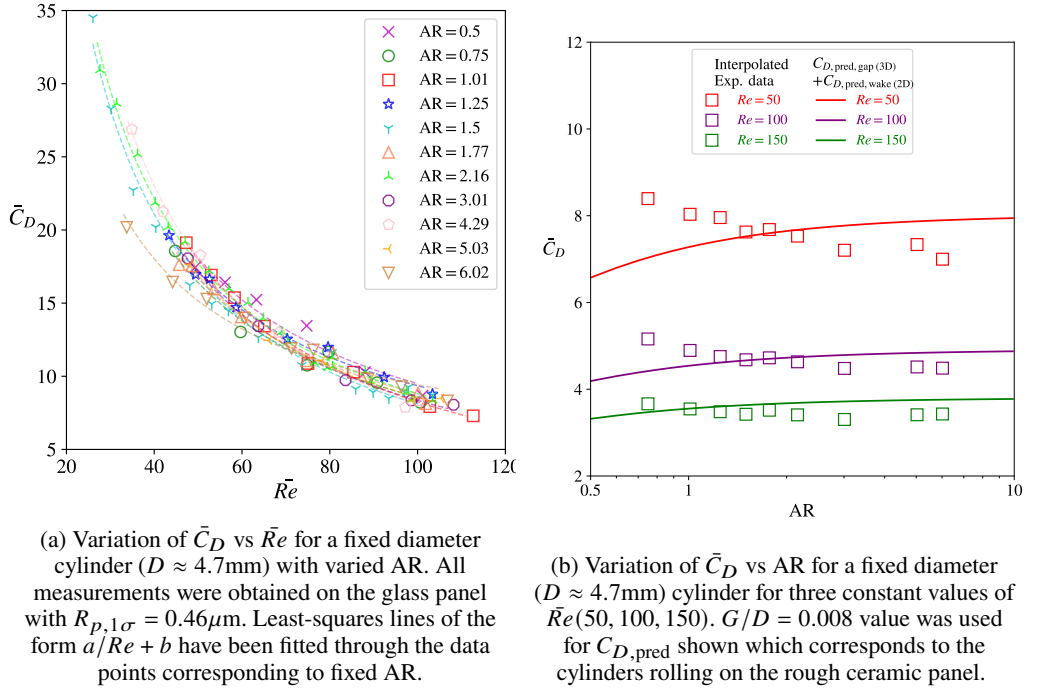 35
30
25
20
15
10
5
C̄_D
20
40
60
80
100
120
R̄e
AR = 0.5
AR = 0.75
AR = 1.01
AR = 1.25
AR = 1.5
AR = 1.77
AR = 2.16
AR = 3.01
AR = 4.29
AR = 5.03
AR = 6.02
(a) Variation of C̄_D vs R̄e for a fixed diameter
cylinder (D ≈ 4.7mm) with varied AR. All
measurements were obtained on the glass panel
with R_{p,1σ} = 0.46μm. Least-squares lines of the
form a/Re + b have been fitted through the data
points corresponding to fixed AR.
12
10
8
6
4
2
C̄_D
0.5
1
10
AR
Interpolated
Exp. data
C_{D,pred,gap (3D)}
+C_{D,pred,wake (2D)}
Re = 50
Re = 50
Re = 100
Re = 100
Re = 150
Re = 150
(b) Variation of C̄_D vs AR for a fixed diameter
(D ≈ 4.7mm) cylinder for three constant values of
R̄e(50, 100, 150). G/D = 0.008 value was used
for C_{D,pred} shown which corresponds to the
cylinders rolling on the rough ceramic panel.